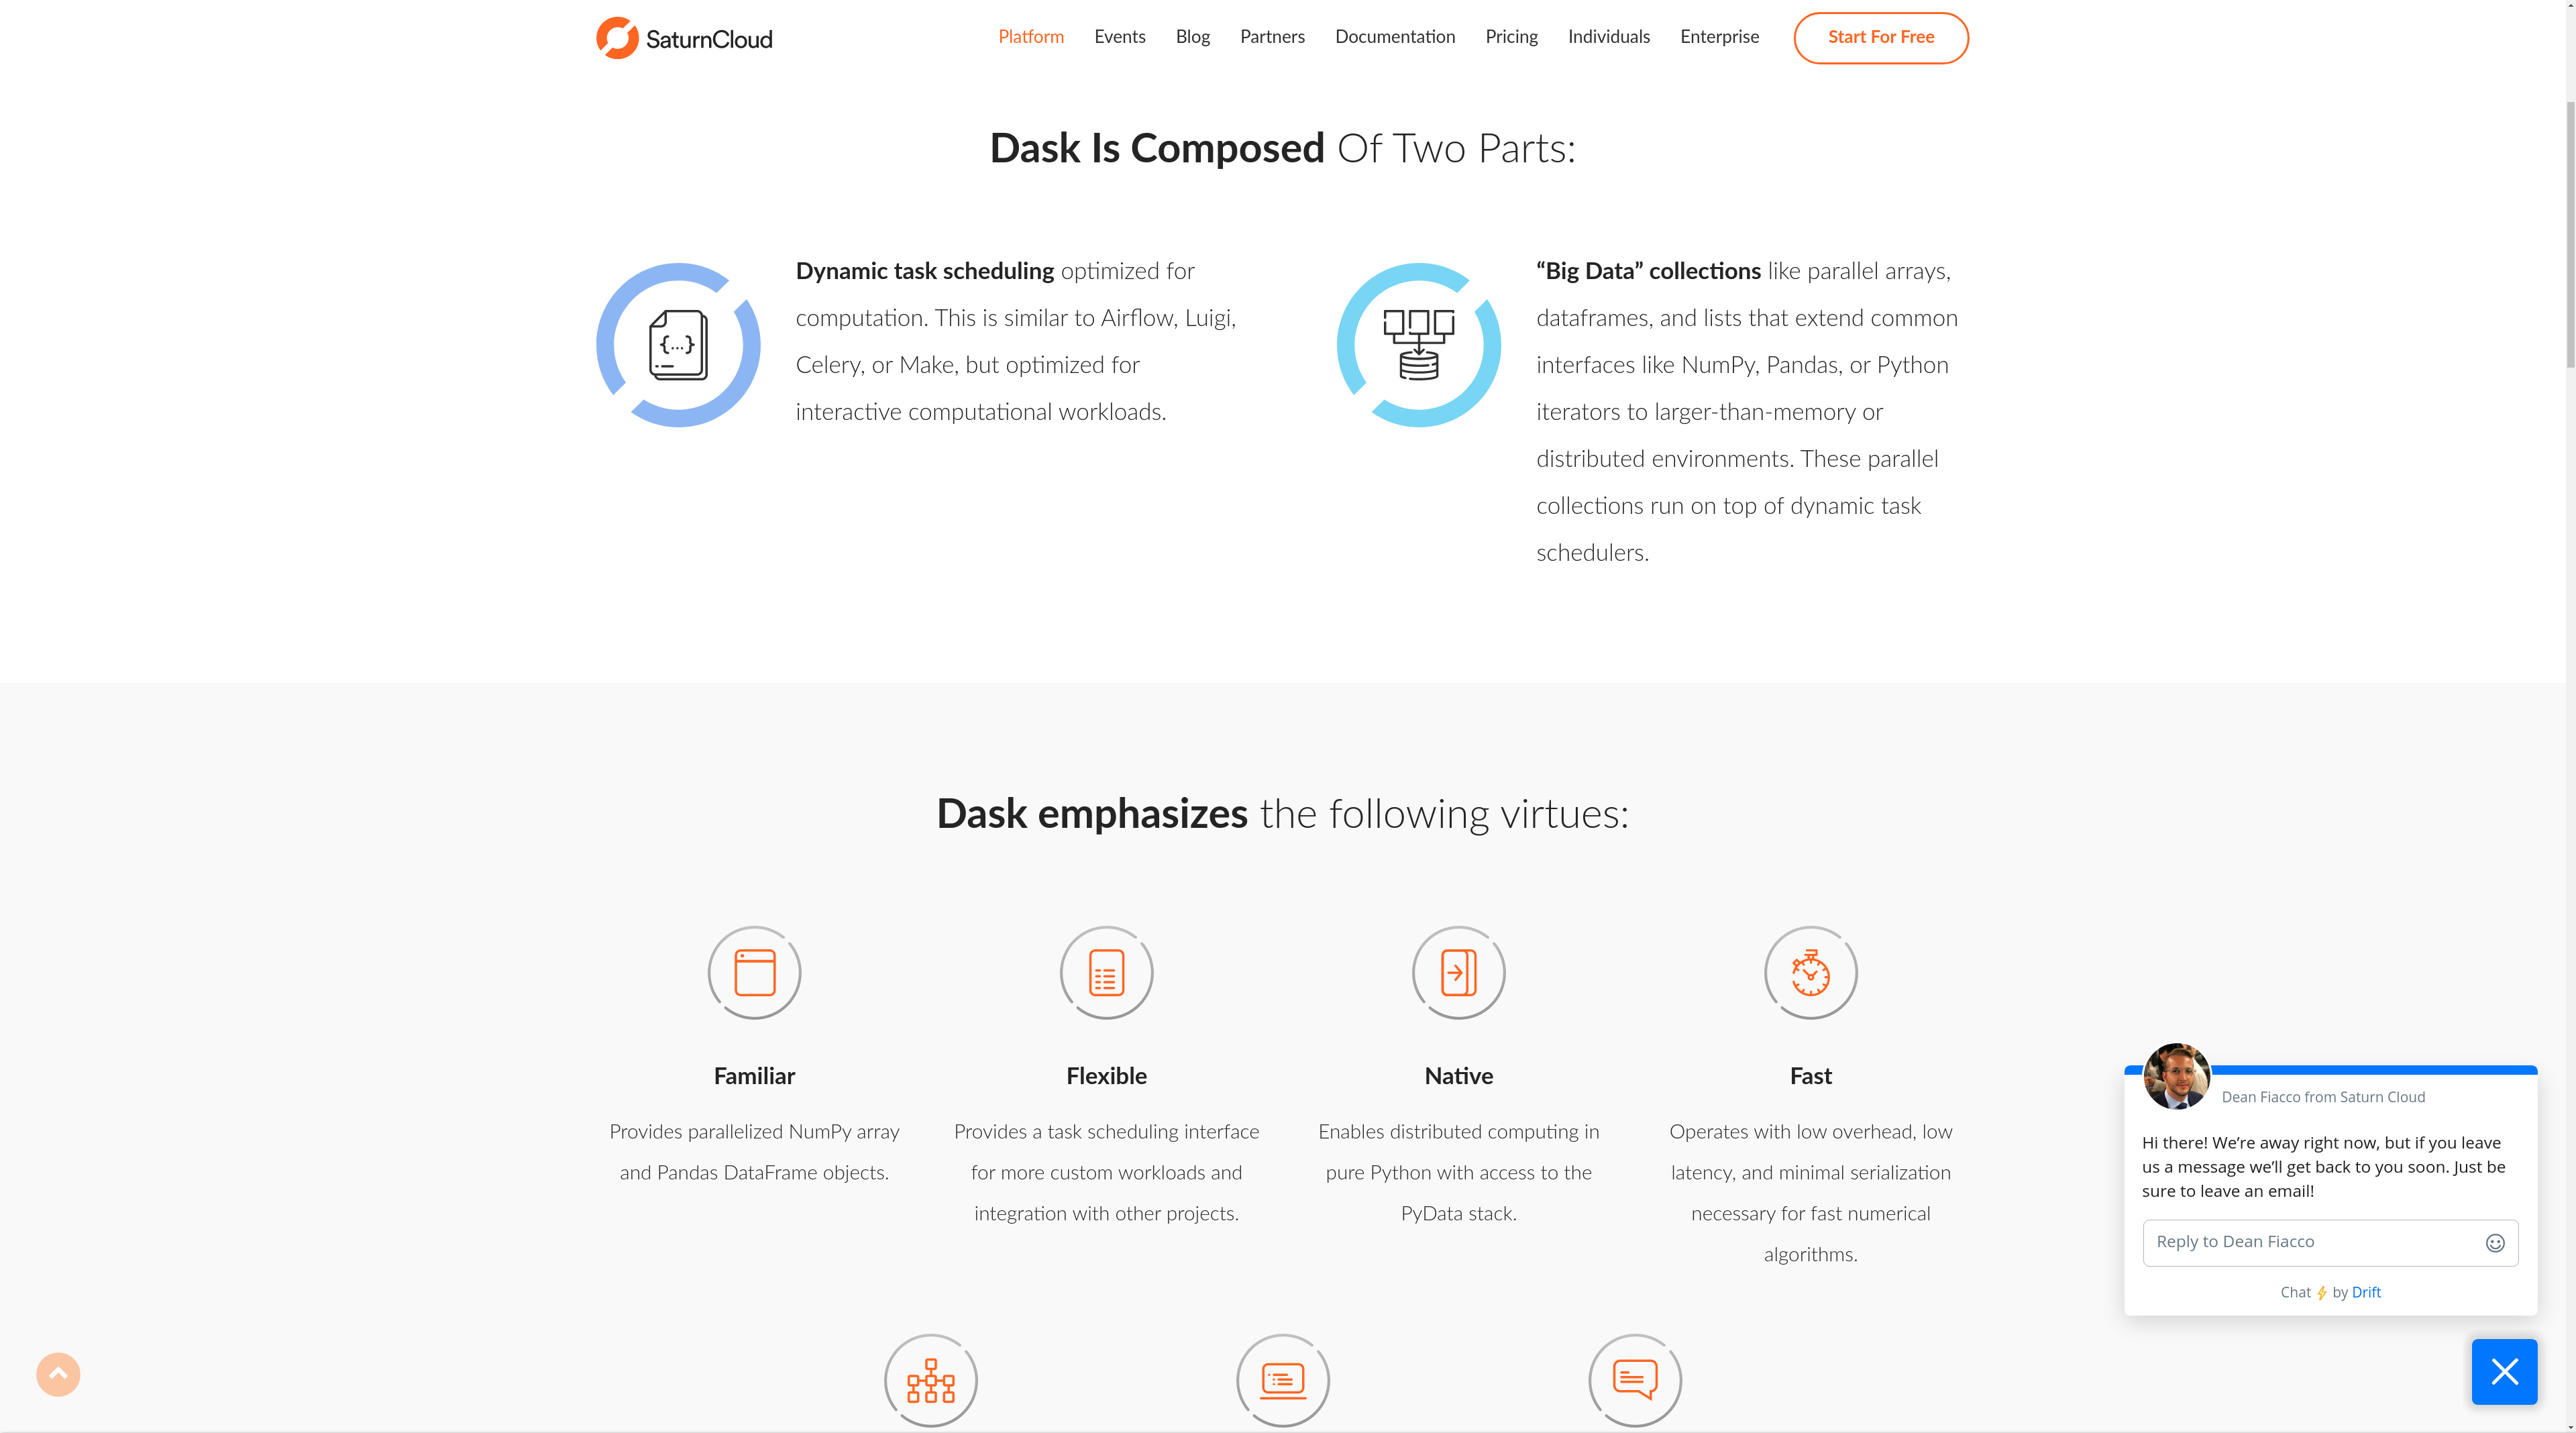 SaturnCloud
Platform Events Blog Partners Documentation Pricing Individuals Enterprise Start For Free
Dask Is Composed Of Two Parts:
Dynamic task scheduling optimized for
computation. This is similar to Airflow, Luigi,
Celery, or Make, but optimized for
interactive computational workloads.
“Big Data” collections like parallel arrays,
dataframes, and lists that extend common
interfaces like NumPy, Pandas, or Python
iterators to larger-than-memory or
distributed environments. These parallel
collections run on top of dynamic task
schedulers.
Dask emphasizes the following virtues:
Familiar
Provides parallelized NumPy array
and Pandas DataFrame objects.
Flexible
Provides a task scheduling interface
for more custom workloads and
integration with other projects.
Native
Enables distributed computing in
pure Python with access to the
PyData stack.
Fast
Operates with low overhead, low
latency, and minimal serialization
necessary for fast numerical
algorithms.
Dean Fiacco from Saturn Cloud
Hi there! We’re away right now, but if you leave
us a message we’ll get back to you soon. Just be
sure to leave an email!
Reply to Dean Fiacco
Chat ⚡ by Drift